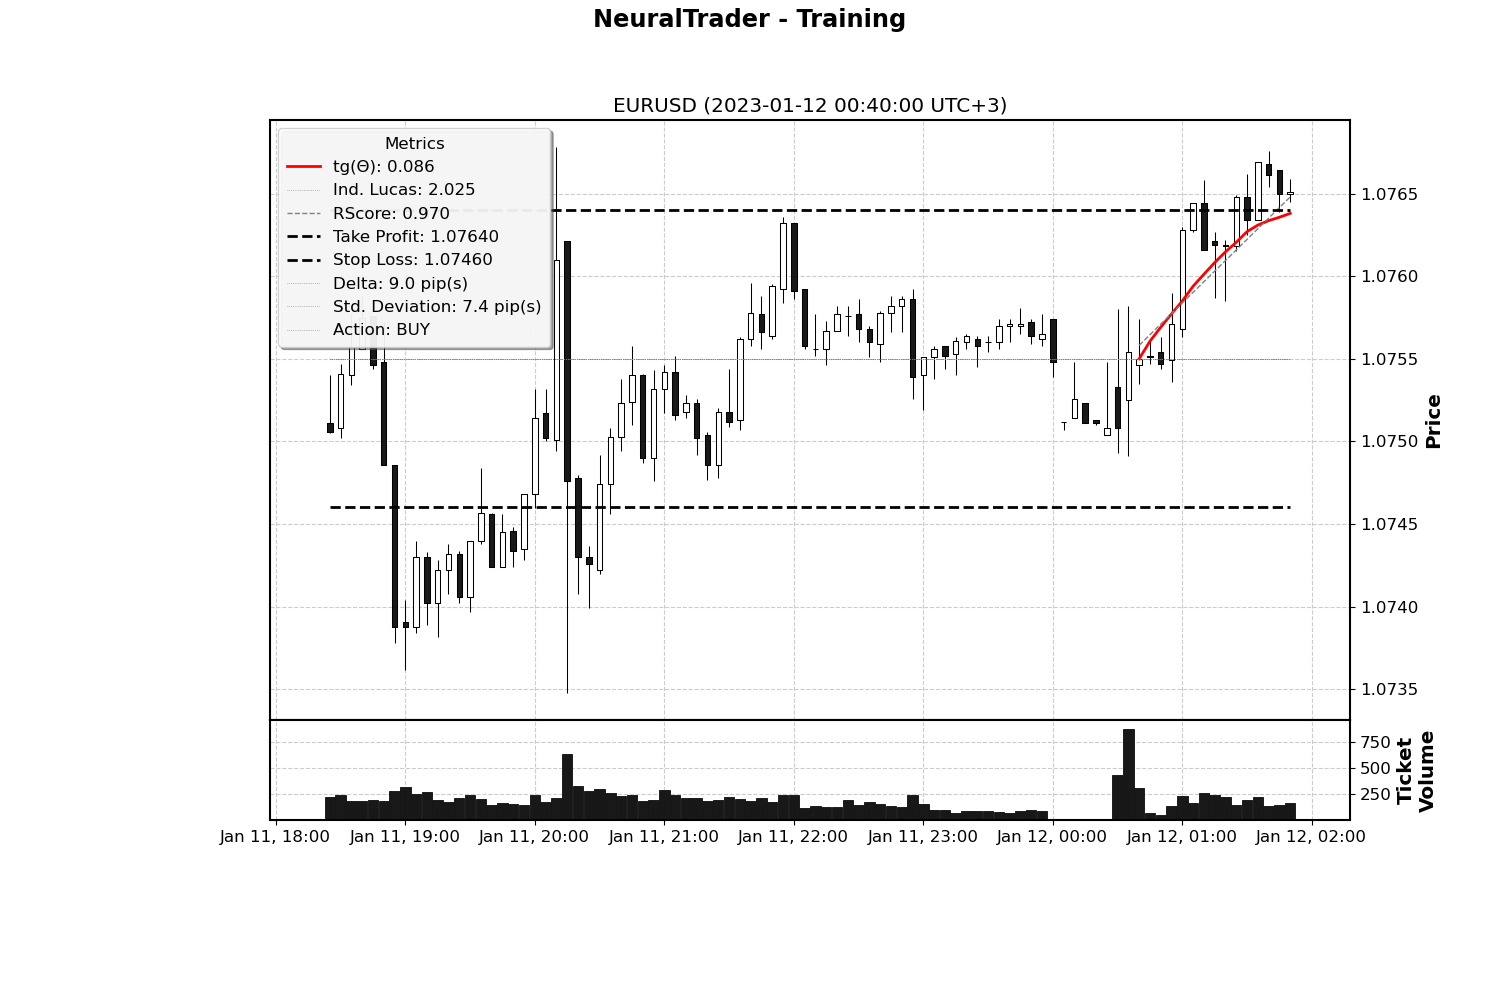 NeuralTrader - Training
EURUSD (2023-01-12 00:40:00 UTC+3)
Metrics
tg(Θ): 0.086
Ind. Lucas: 2.025
RScore: 0.970
Take Profit: 1.07640
Stop Loss: 1.07460
Delta: 9.0 pip(s)
Std. Deviation: 7.4 pip(s)
Action: BUY
1.0765
1.0760
1.0755
1.0750
1.0745
1.0740
1.0735
Price
750
500
250
Ticket
Volume
Jan 11, 18:00
Jan 11, 19:00
Jan 11, 20:00
Jan 11, 21:00
Jan 11, 22:00
Jan 11, 23:00
Jan 12, 00:00
Jan 12, 01:00
Jan 12, 02:00